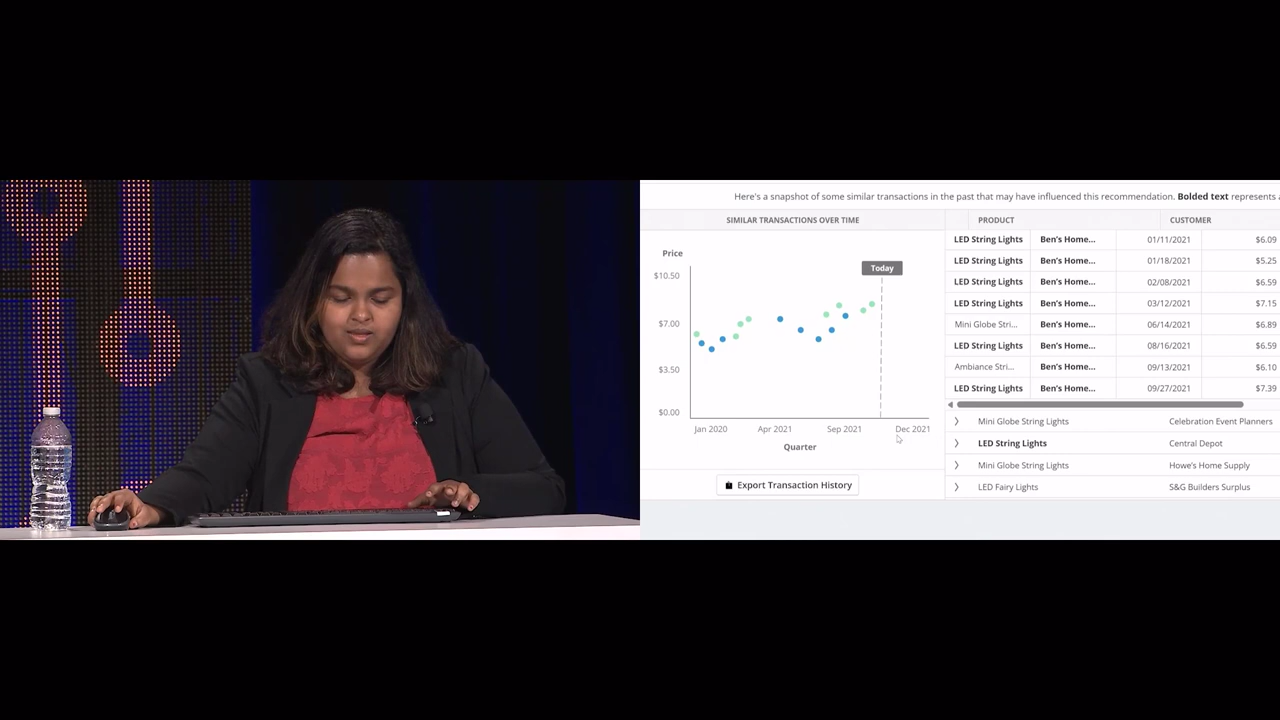 Here's a snapshot of some similar transactions in the past that may have influenced this recommendation. Bolded text represents
SIMILAR TRANSACTIONS OVER TIME
Price
$10.50
$7.00
$3.50
$0.00
Today
Jan 2020 Apr 2021 Sep 2021 Dec 2021
Quarter
Export Transaction History
PRODUCT CUSTOMER
LED String Lights Ben's Home... 01/11/2021 $6.09
LED String Lights Ben's Home... 01/18/2021 $5.25
LED String Lights Ben's Home... 02/08/2021 $6.59
LED String Lights Ben's Home... 03/12/2021 $7.15
Mini Globe Stri... Ben's Home... 06/14/2021 $6.89
LED String Lights Ben's Home... 08/16/2021 $6.59
Ambiance Stri... Ben's Home... 09/13/2021 $6.10
LED String Lights Ben's Home... 09/27/2021 $7.39
Mini Globe String Lights Celebration Event Planners
LED String Lights Central Depot
Mini Globe String Lights Howe's Home Supply
LED Fairy Lights S&G Builders Surplus